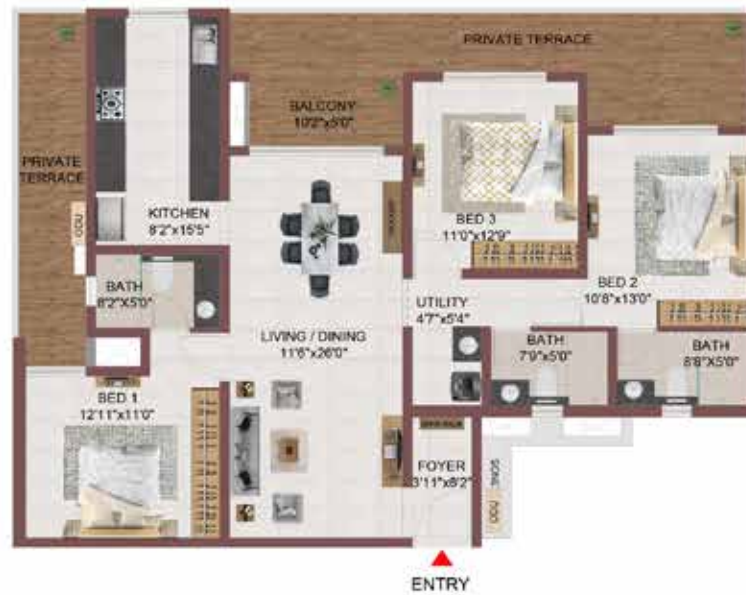 PRIVATE TERRACE
BALCONY
10'2"x5'0"
PRIVATE
TERRACE
ODU
KITCHEN
8'2"x15'5"
BED 3
11'0"x12'9"
BATH
8'2"X5'0"
UTILITY
4'7"x5'4"
BED 2
10'8"x13'0"
LIVING / DINING
11'6"x26'0"
BATH
7'9"x5'0"
BATH
8'8"X5'0"
BED 1
12'11"x11'0"
FOYER
3'11"x8'2"
ODU
ENTRY